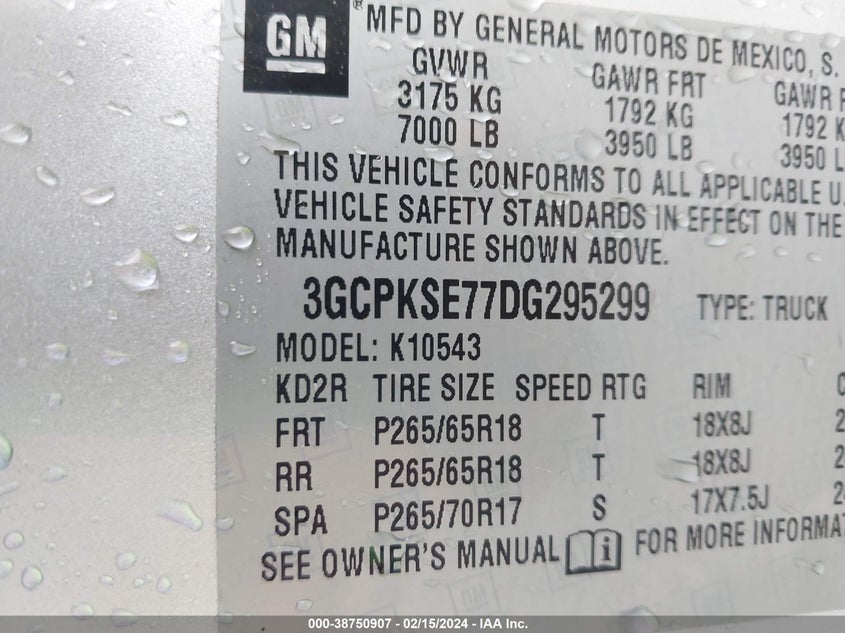 GM
® MFD BY GENERAL MOTORS DE MEXICO, S.
GVWR GAWR FRT GAWR
3175 KG 1792 KG 1792
7000 LB 3950 LB 3950
THIS VEHICLE CONFORMS TO ALL APPLICABLE U.
VEHICLE SAFETY STANDARDS IN EFFECT ON THE
MANUFACTURE SHOWN ABOVE.
3GCPKSE77DG295299 TYPE: TRUCK
MODEL: K10543
KD2R TIRE SIZE SPEED RTG RIM
FRT P265/65R18 T 18X8J
RR P265/65R18 T 18X8J
SPA P265/70R17 S 17X7.5J
SEE OWNER'S MANUAL i FOR MORE
000-38750907 - 02/15/2024 - IAA Inc.